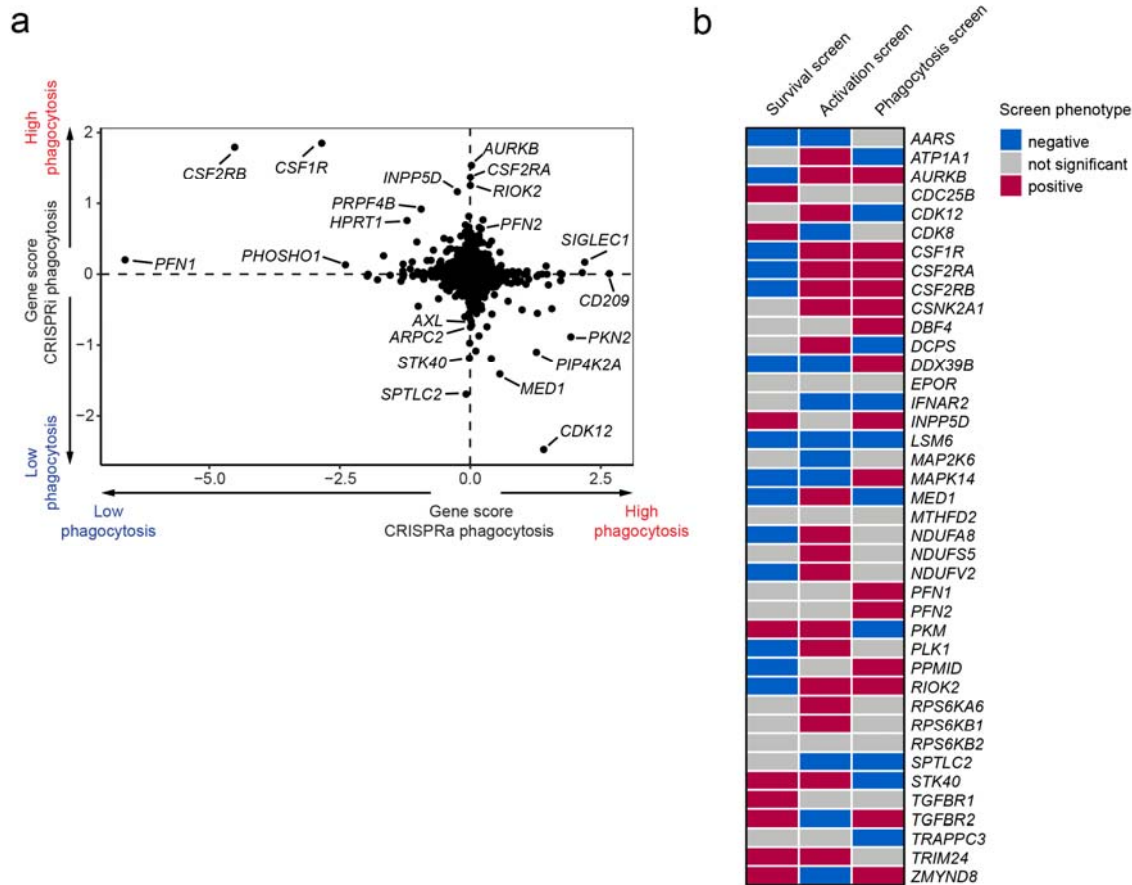 a
High
phagocytosis
Gene score
CRISPRi phagocytosis
Low
phagocytosis
2
1
0
−1
−2
CSF2RB
CSF1R
AURKB
CSF2RA
INPP5D
RIOK2
PRPF4B
HPRT1
PFN2
SIGLEC1
PFN1
PHOSHO1
CD209
AXL
ARPC2
PKN2
STK40
PIP4K2A
MED1
SPTLC2
CDK12
−5.0
−2.5
0.0
2.5
Low
phagocytosis
Gene score
CRISPRa phagocytosis
High
phagocytosis
b
Survival screen
Activation screen
Phagocytosis screen
Screen phenotype
negative
not significant
positive
AARS
ATP1A1
AURKB
CDC25B
CDK12
CDK8
CSF1R
CSF2RA
CSF2RB
CSNK2A1
DBF4
DCPS
DDX39B
EPOR
IFNAR2
INPP5D
LSM6
MAP2K6
MAPK14
MED1
MTHFD2
NDUFA8
NDUFS5
NDUFV2
PFN1
PFN2
PKM
PLK1
PPMID
RIOK2
RPS6KA6
RPS6KB1
RPS6KB2
SPTLC2
STK40
TGFBR1
TGFBR2
TRAPPC3
TRIM24
ZMYND8